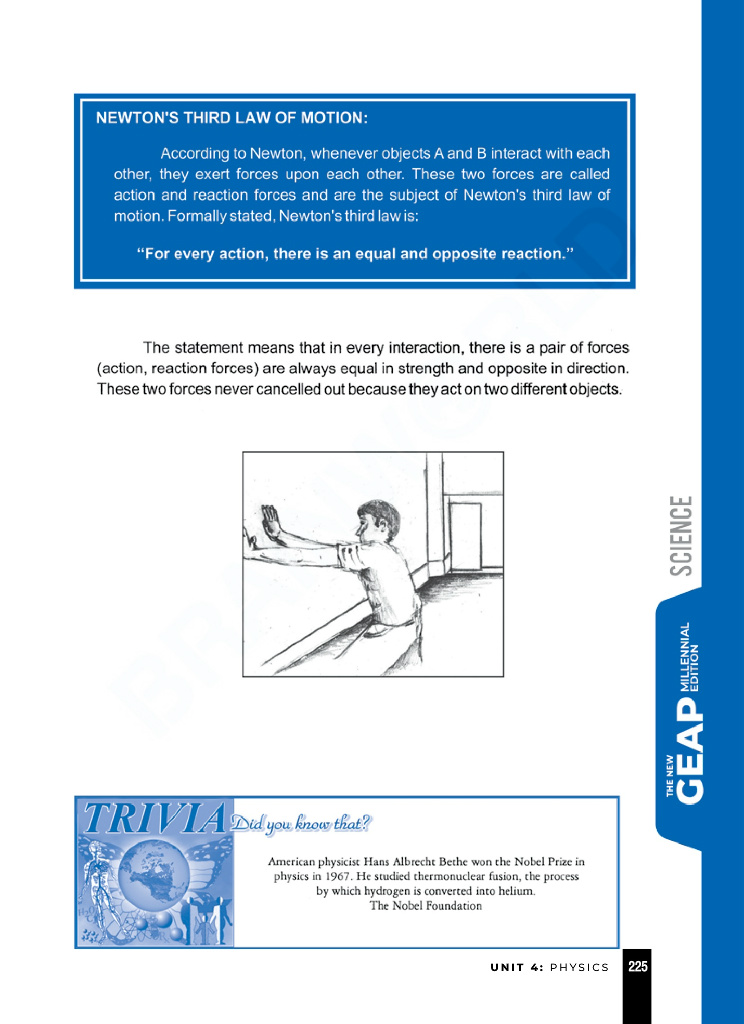 NEWTON'S THIRD LAW OF MOTION:
According to Newton, whenever objects A and B interact with each
other, they exert forces upon each other. These two forces are called
action and reaction forces and are the subject of Newton's third law of
motion. Formally stated, Newton's third law is:
“For every action, there is an equal and opposite reaction.”
The statement means that in every interaction, there is a pair of forces
(action, reaction forces) are always equal in strength and opposite in direction.
These two forces never cancelled out because they act on two different objects.
SCIENCE
THE NEW
GEAP
MILLENNIAL
EDITION
TRIVIA
Did you know that?
American physicist Hans Albrecht Bethe won the Nobel Prize in
physics in 1967. He studied thermonuclear fusion, the process
by which hydrogen is converted into helium.
The Nobel Foundation
UNIT 4: PHYSICS 225